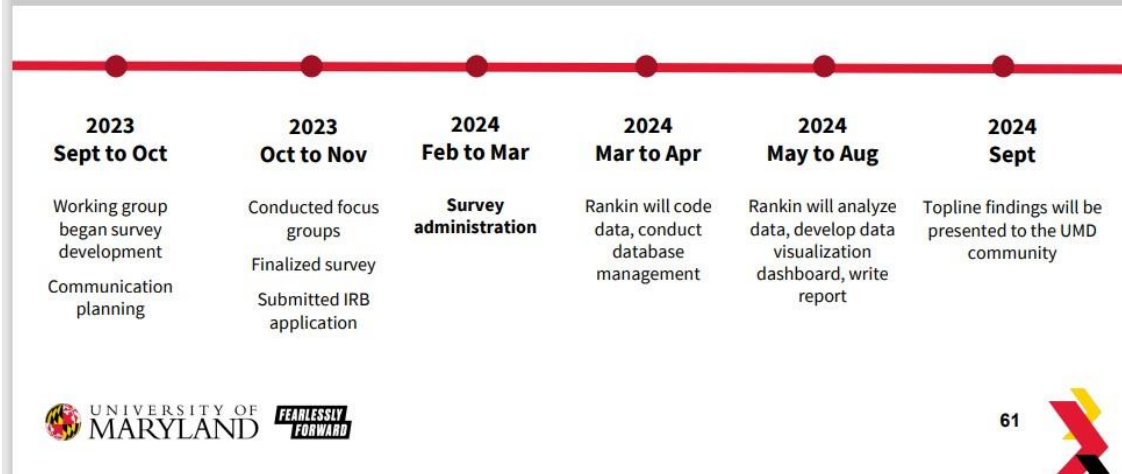 2023
Sept to Oct
Working group
began survey
development
Communication
planning
2023
Oct to Nov
Conducted focus
groups
Finalized survey
Submitted IRB
application
2024
Feb to Mar
Survey
administration
2024
Mar to Apr
Rankin will code
data, conduct
database
management
2024
May to Aug
Rankin will analyze
data, develop data
visualization
dashboard, write
report
2024
Sept
Topline findings will be
presented to the UMD
community
UNIVERSITY OF
MARYLAND
FEARLESSLY
FORWARD
61